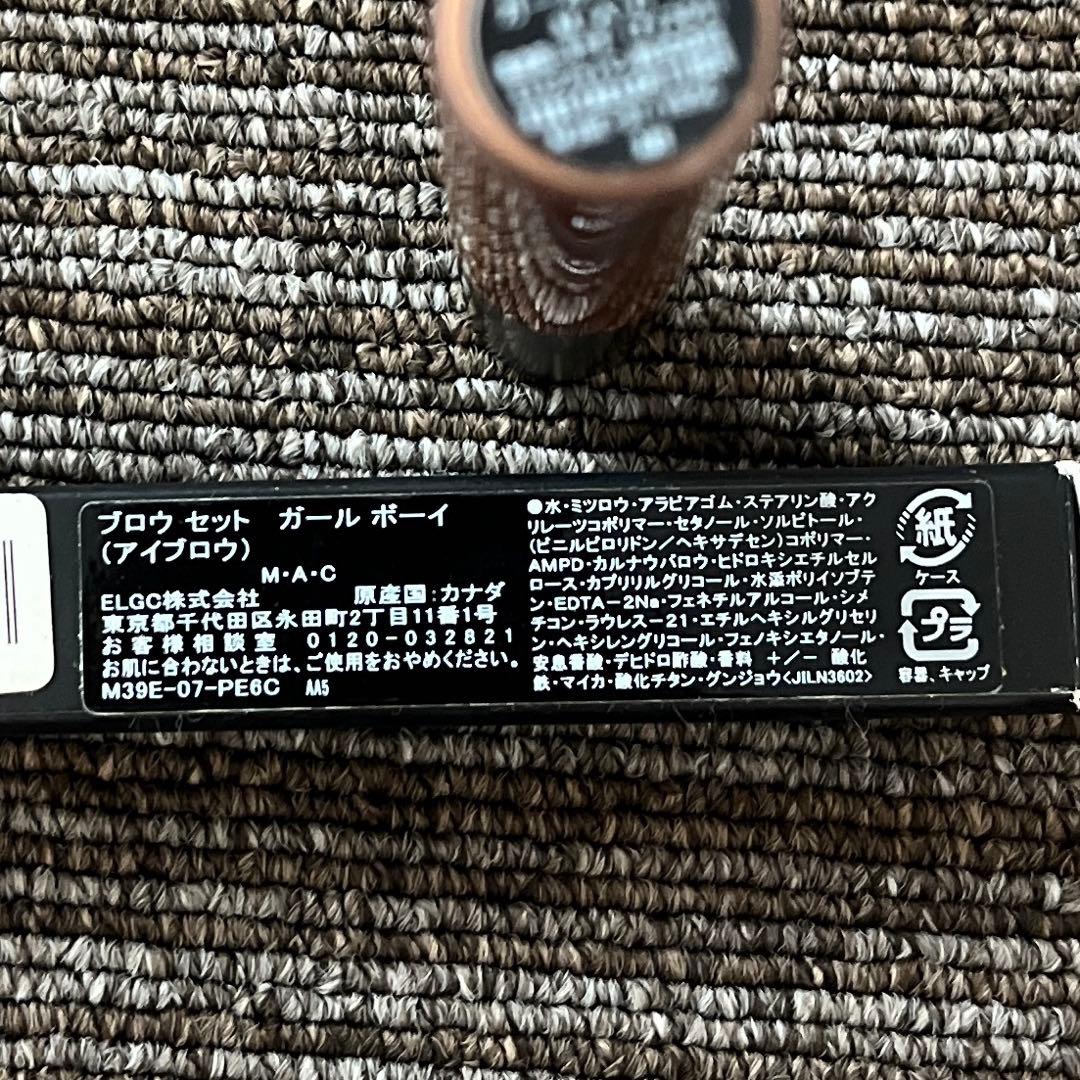 ブロウ セット ガール ボーイ
(アイブロウ)
M・A・C
ELGC株式会社 原産国:カナダ
東京都千代田区永田町2丁目11番1号
お客様相談室 0120-032821
お肌に合わないときは、ご使用をおやめください。
M39E-07-PE6C AA5
●水・ミツロウ・アラビアゴム・ステアリン酸・アク
リレーツコポリマー・セタノール・ソルビトール・
(ビニルピロリドン/ヘキサデセン)コポリマー・
AMPD・カルナウバロウ・ヒドロキシエチルセル
ロース・カプリリルグリコール・水添ポリイソブテ
ン・EDTA-2Na・フェネチルアルコール・シメ
チコン・ラウレス-21・エチルヘキシルグリセリ
ン・ヘキシレングリコール・フェノキシエタノール・
安息香酸・デヒドロ酢酸・香料 +/- 酸化
鉄・マイカ・酸化チタン・グンジョウ<JILN3602>
紙
ケース
プラ
容器、キャップ